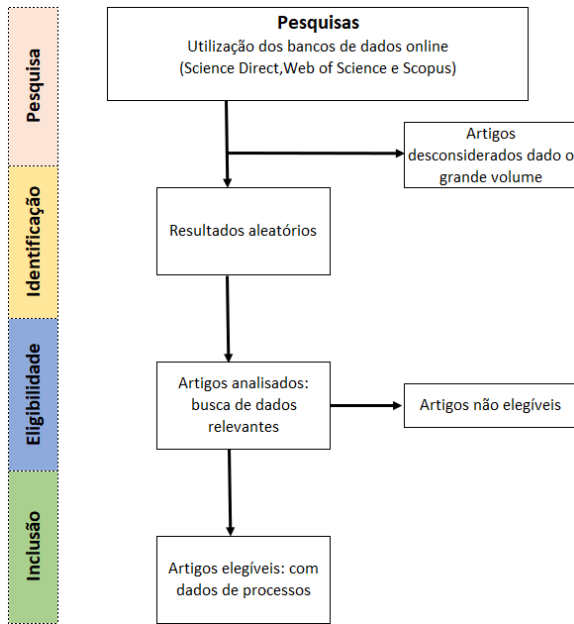 Pesquisa
Pesquisas
Utilização dos bancos de dados online
(Science Direct,Web of Science e Scopus)
Artigos
desconsiderados dado o
grande volume
Identificação
Resultados aleatórios
Eligibilidade
Artigos analisados:
busca de dados
relevantes
Artigos não elegíveis
Inclusão
Artigos elegíveis: com
dados de processos